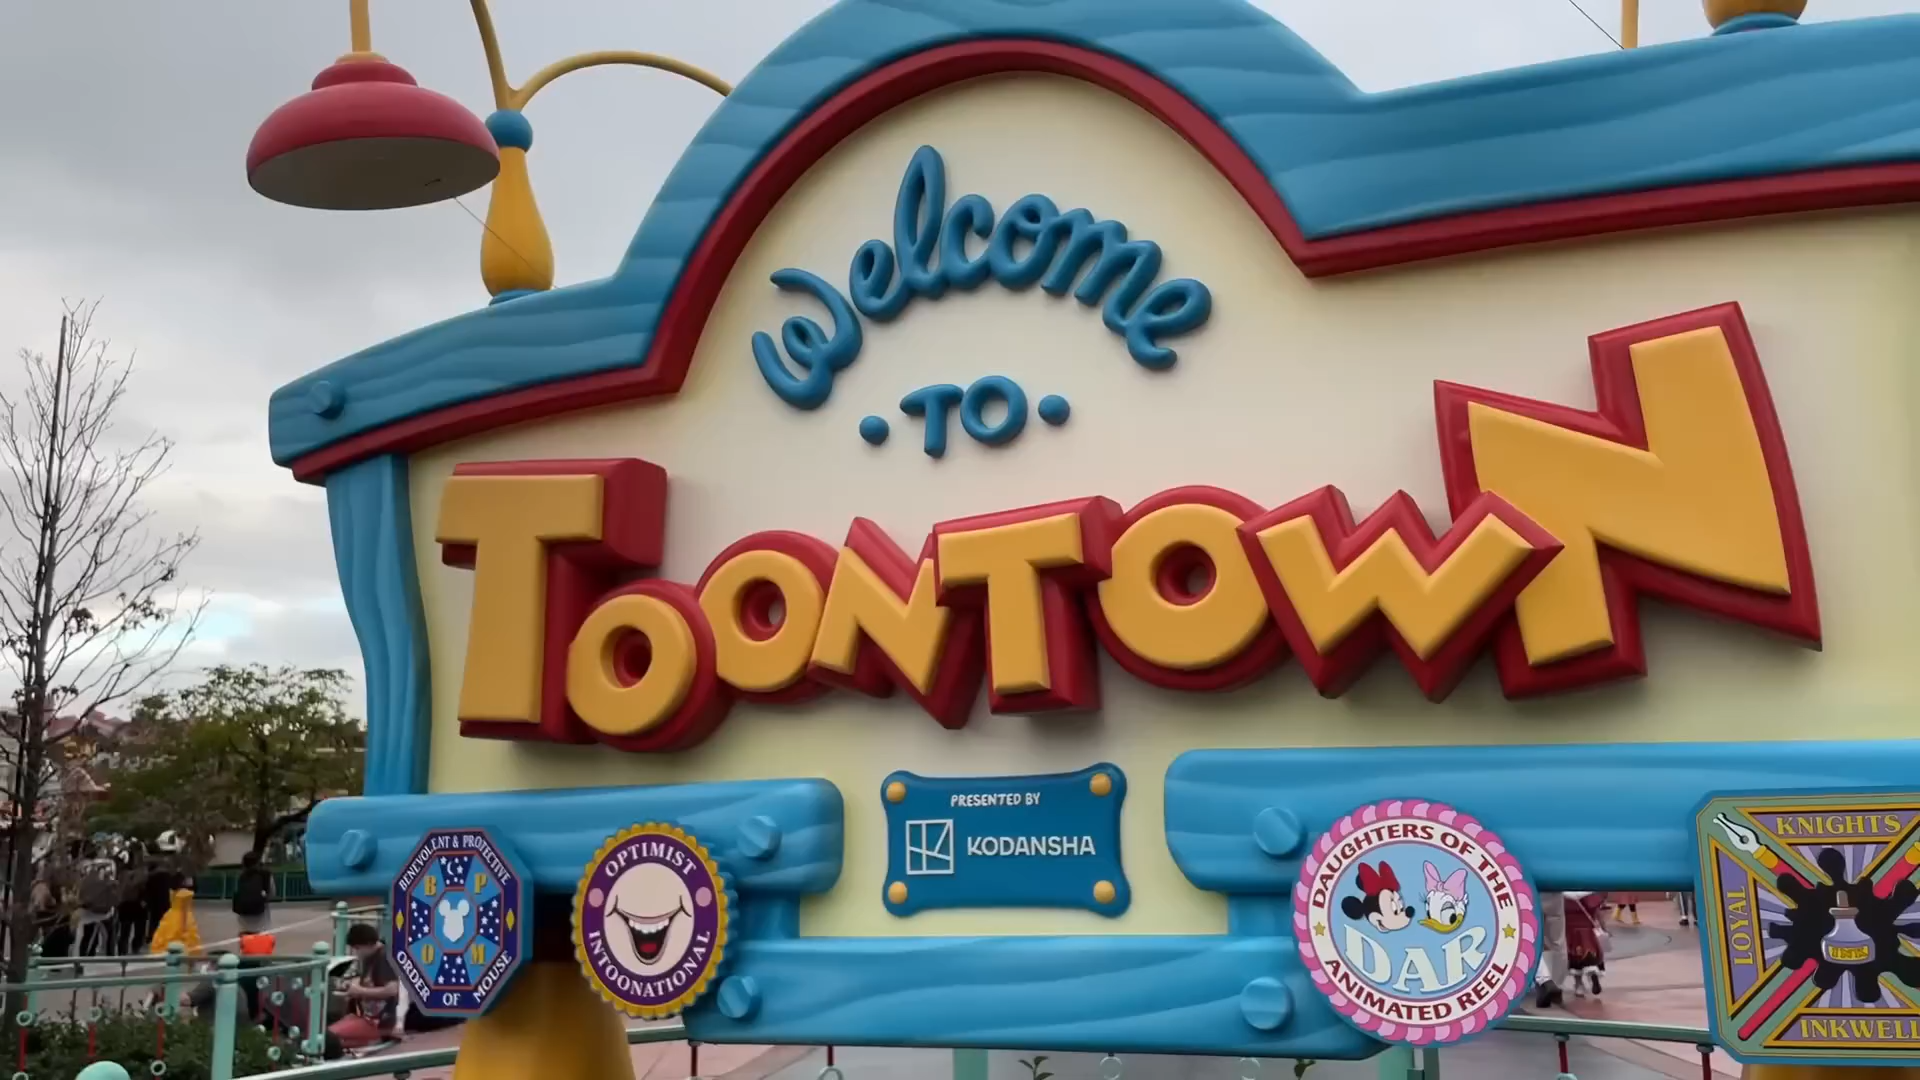 Welcome
·TO·
TOONTOWN
PRESENTED BY
KODANSHA
BENEVOLENT & PROTECTIVE
B P
O M
ORDER OF MOUSE
OPTIMIST
INTOONATIONAL
DAUGHTERS OF THE
DAR
ANIMATED REEL
KNIGHTS
LOYAL
INK
INKWELL